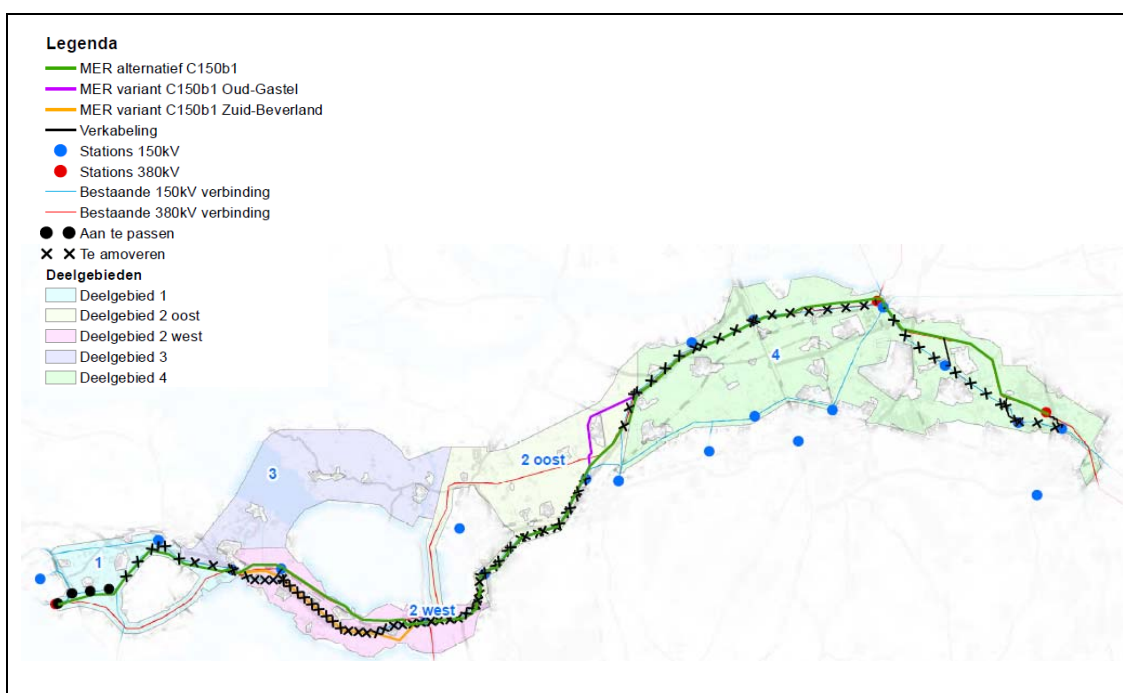 Legenda
MER alternatief C150b1
MER variant C150b1 Oud-Gastel
MER variant C150b1 Zuid-Beverland
Verkabeling
Stations 150kV
Stations 380kV
Bestaande 150kV verbinding
Bestaande 380kV verbinding
Aan te passen
Te amoveren
Deelgebieden
Deelgebied 1
Deelgebied 2 oost
Deelgebied 2 west
Deelgebied 3
Deelgebied 4
4
2 oost
3
1
2 west